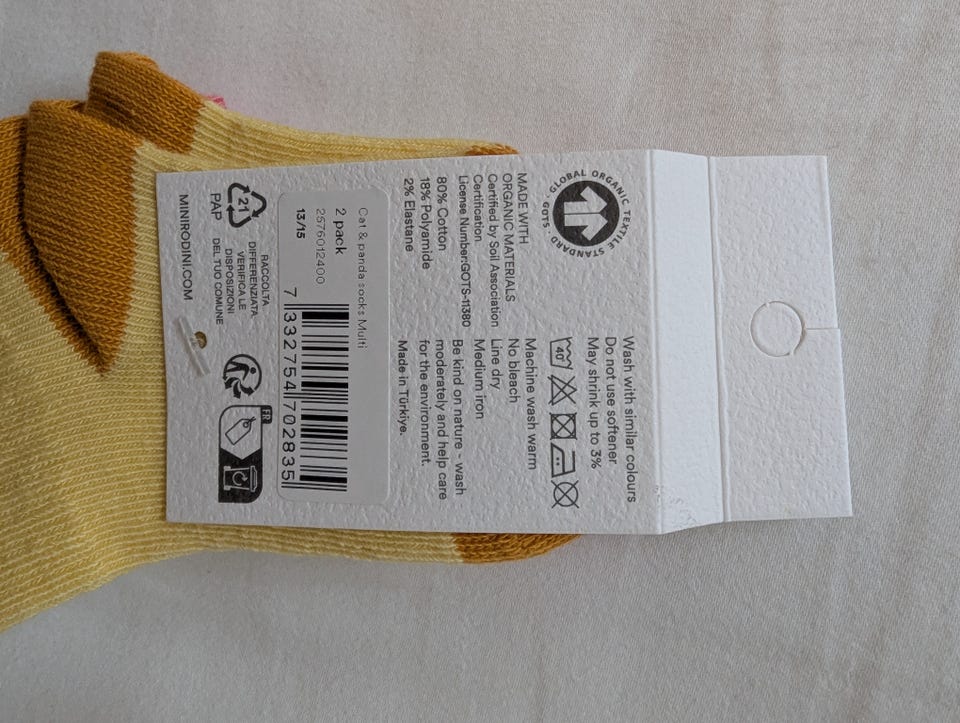 GLOBAL ORGANIC TEXTILE STANDARD · GOTS ·
MADE WITH
ORGANIC MATERIALS
Certified by Soil Association
Certification.
License Number:GOTS-11380
80% Cotton
18% Polyamide
2% Elastane
Wash with similar colours
Do not use softener
May shrink up to 3%
40°
Machine wash warm
No bleach
Line dry
Medium iron
Be kind on nature - wash
moderately and help care
for the environment.
Made in Türkiye.
Cat & panda socks Multi
2 pack
2576012400
13/15
7 332754 702835
21
PAP
RACCOLTA
DIFFERENZIATA
VERIFICA LE
DISPOSIZIONI
DEL TUO COMUNE
FR
MINIRODINI.COM